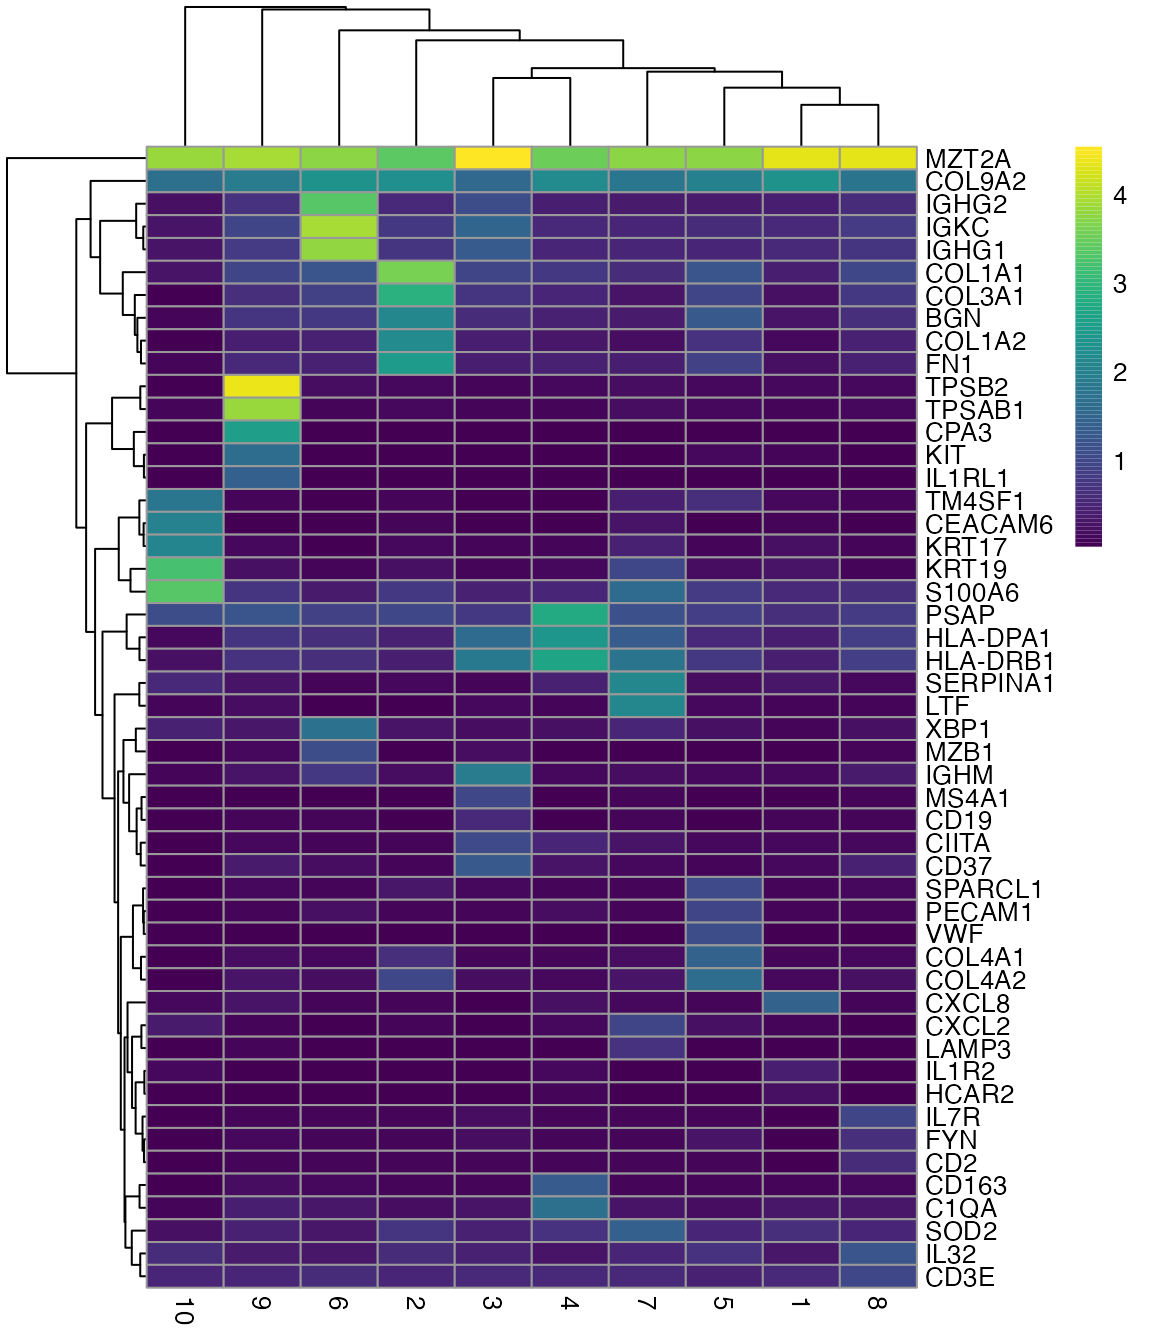 MZT2A
COL9A2
IGHG2
IGKC
IGHG1
COL1A1
COL3A1
BGN
COL1A2
FN1
TPSB2
TPSAB1
CPA3
KIT
IL1RL1
TM4SF1
CEACAM6
KRT17
KRT19
S100A6
PSAP
HLA-DPA1
HLA-DRB1
SERPINA1
LTF
XBP1
MZB1
IGHM
MS4A1
CD19
CIITA
CD37
SPARCL1
PECAM1
VWF
COL4A1
COL4A2
CXCL8
CXCL2
LAMP3
IL1R2
HCAR2
IL7R
FYN
CD2
CD163
C1QA
SOD2
IL32
CD3E
4
3
2
1
10 9 6 2 3 4 7 5 1 8